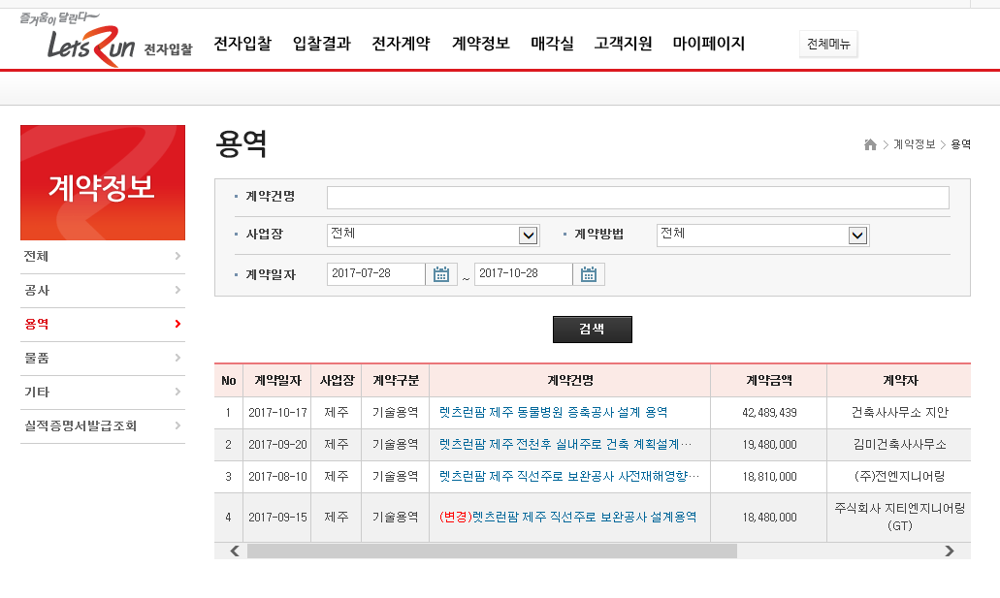 즐거움이 달린다~
Let's Run 전자입찰
전자입찰 입찰결과 전자계약 계약정보 매각실 고객지원 마이페이지 전체메뉴
계약정보
전체
공사
용역
물품
기타
실적증명서발급조회
용역
계약정보 용역
계약건명
사업장 전체 계약방법 전체
계약일자 2017-07-28 ~ 2017-10-28
검색
No 계약일자 사업장 계약구분 계약건명 계약금액 계약자
1 2017-10-17 제주 기술용역 렛츠런팜 제주 동물병원 증축공사 설계 용역 42,489,439 건축사사무소 지안
2 2017-09-20 제주 기술용역 렛츠런팜 제주 전천후 실내주로 건축 계획설계… 19,480,000 김미건축사사무소
3 2017-08-10 제주 기술용역 렛츠런팜 제주 직선주로 보완공사 사전재해영향… 18,810,000 (주)전엔지니어링
4 2017-09-15 제주 기술용역 (변경)렛츠런팜 제주 직선주로 보완공사 설계용역 18,480,000 주식회사 지티엔지니어링
(GT)